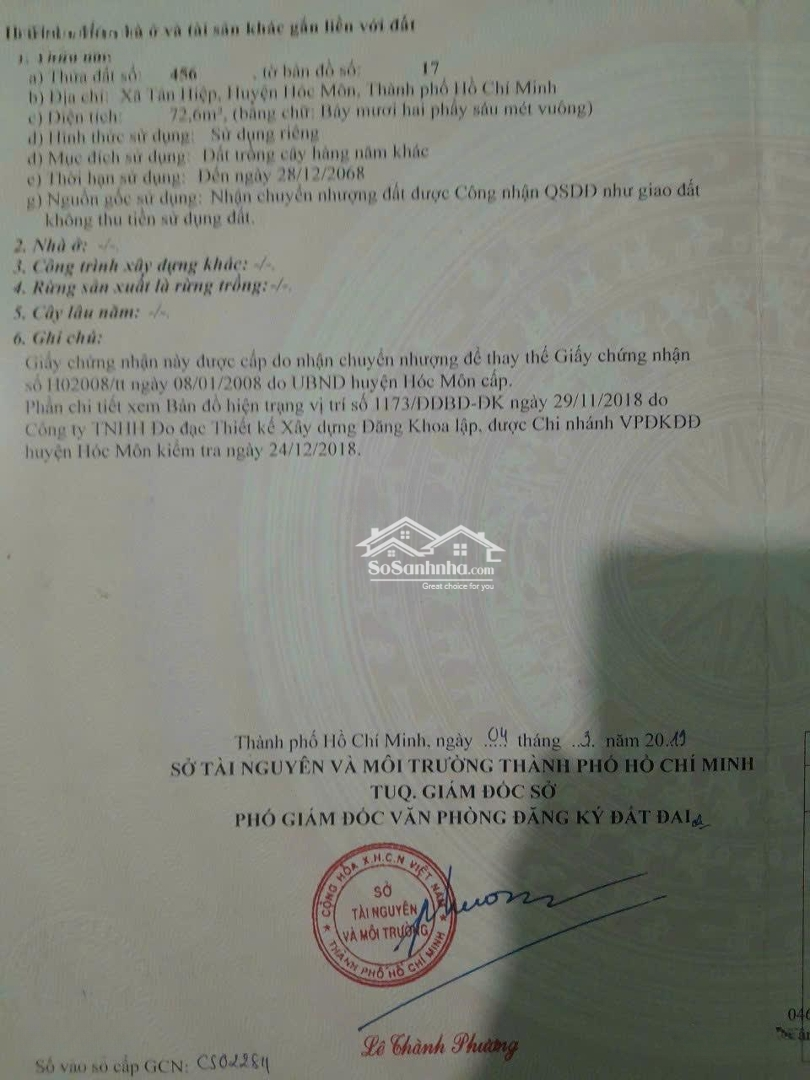 nhà ở và tài sản khác gắn liền với đất
1. Thửa đất:
a) Thửa đất số: 456 , tờ bản đồ số: 17
b) Địa chỉ: Xã Tân Hiệp, Huyện Hóc Môn, Thành phố Hồ Chí Minh
c) Diện tích: 72,6m², (bằng chữ: Bảy mươi hai phẩy sáu mét vuông)
d) Hình thức sử dụng: Sử dụng riêng
đ) Mục đích sử dụng: Đất trồng cây hàng năm khác
e) Thời hạn sử dụng: Đến ngày 28/12/2068
g) Nguồn gốc sử dụng: Nhận chuyển nhượng đất được Công nhận QSDĐ như giao đất
không thu tiền sử dụng đất.
2. Nhà ở: -/-.
3. Công trình xây dựng khác: -/-.
4. Rừng sản xuất là rừng trồng: -/-.
5. Cây lâu năm: -/-.
6. Ghi chú:
Giấy chứng nhận này được cấp do nhận chuyển nhượng để thay thế Giấy chứng nhận
số H02008/tt ngày 08/01/2008 do UBND huyện Hóc Môn cấp.
Phần chi tiết xem Bản đồ hiện trạng vị trí số 1173/ĐĐBĐ-ĐK ngày 29/11/2018 do
Công ty TNHH Đo đạc Thiết kế Xây dựng Đăng Khoa lập, được Chi nhánh VPĐKĐĐ
huyện Hóc Môn kiểm tra ngày 24/12/2018.
SoSanhnha.com
Great choice for you
Thành phố Hồ Chí Minh, ngày 04 tháng 3. năm 2019
SỞ TÀI NGUYÊN VÀ MÔI TRƯỜNG THÀNH PHỐ HỒ CHÍ MINH
TUQ. GIÁM ĐỐC SỞ
PHÓ GIÁM ĐỐC VĂN PHÒNG ĐĂNG KÝ ĐẤT ĐAI
CỘNG HÒA X.H.C.N VIỆT NAM
SỞ
TÀI NGUYÊN
VÀ MÔI TRƯỜNG
THÀNH PHỐ HỒ CHÍ MINH
Lê Thành Phương
046
Số vào sổ cấp GCN: CS02284